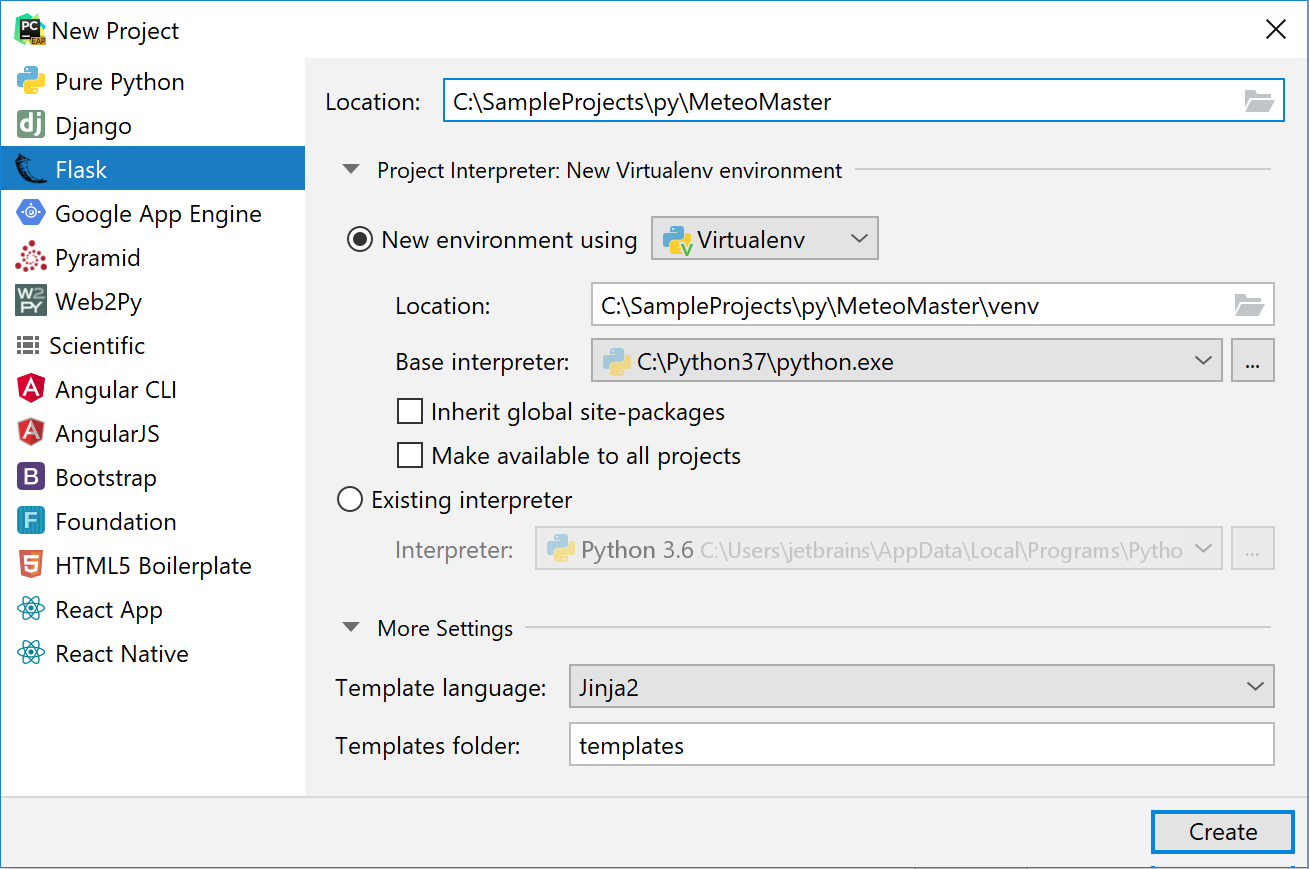 PC
EAP
New Project
Pure Python
dj
Django
Flask
Google App Engine
Pyramid
W2
PY
Web2Py
Scientific
A
Angular CLI
A
AngularJS
B
Bootstrap
F
Foundation
5
HTML5 Boilerplate
React App
React Native
Location:
C:\SampleProjects\py\MeteoMaster
Project Interpreter: New Virtualenv environment
New environment using
V
Virtualenv
Location:
C:\SampleProjects\py\MeteoMaster\venv
Base interpreter:
C:\Python37\python.exe
...
Inherit global site-packages
Make available to all projects
Existing interpreter
Interpreter:
Python 3.6 C:\Users\jetbrains\AppData\Local\Programs\Pytho
...
More Settings
Template language:
Jinja2
Templates folder:
templates
Create